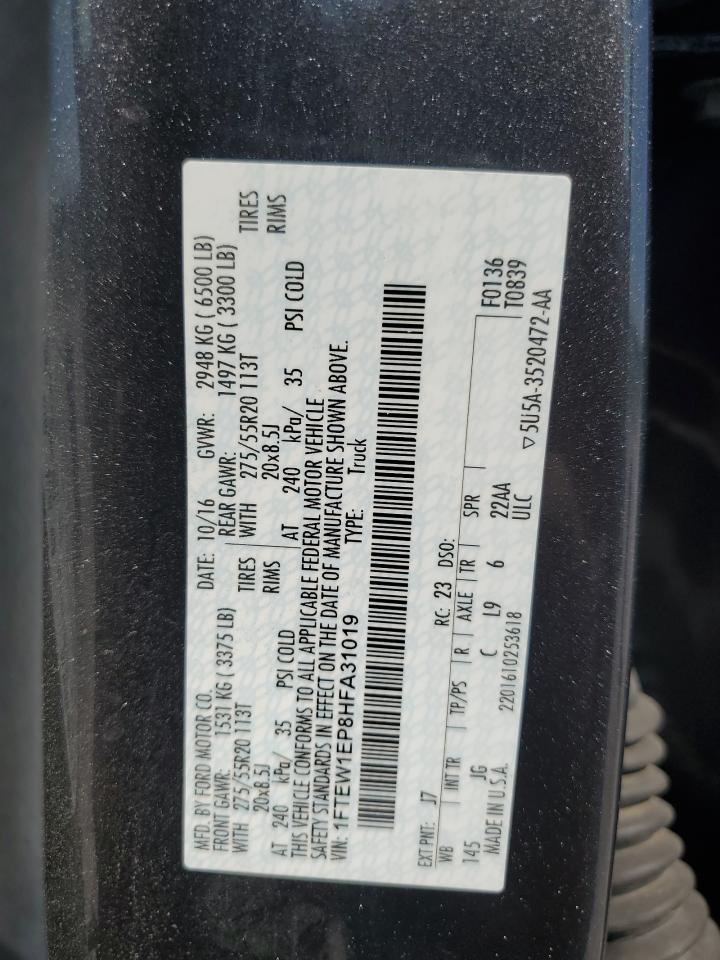 MFD. BY FORD MOTOR CO.
DATE: 10/16 GVWR: 2948 KG ( 6500 LB)
FRONT GAWR: 1531 KG ( 3375 LB) REAR GAWR: 1497 KG ( 3300 LB)
WITH 275/55R20 113T TIRES WITH 275/55R20 113T TIRES
20x8.5J RIMS 20x8.5J RIMS
AT 240 kPa/ 35 PSI COLD AT 240 kPa/ 35 PSI COLD
THIS VEHICLE CONFORMS TO ALL APPLICABLE FEDERAL MOTOR VEHICLE
SAFETY STANDARDS IN EFFECT ON THE DATE OF MANUFACTURE SHOWN ABOVE.
VIN: 1FTEW1EP8HFA31019 TYPE: Truck
EXT PNT: J7 RC: 23 DSO: F0136
WB INT TR TP/PS R AXLE TR SPR T0839
145 JG C L9 6 22AA
MADE IN U.S.A. 2201610253618 ULC ▽5U5A-3520472-AA